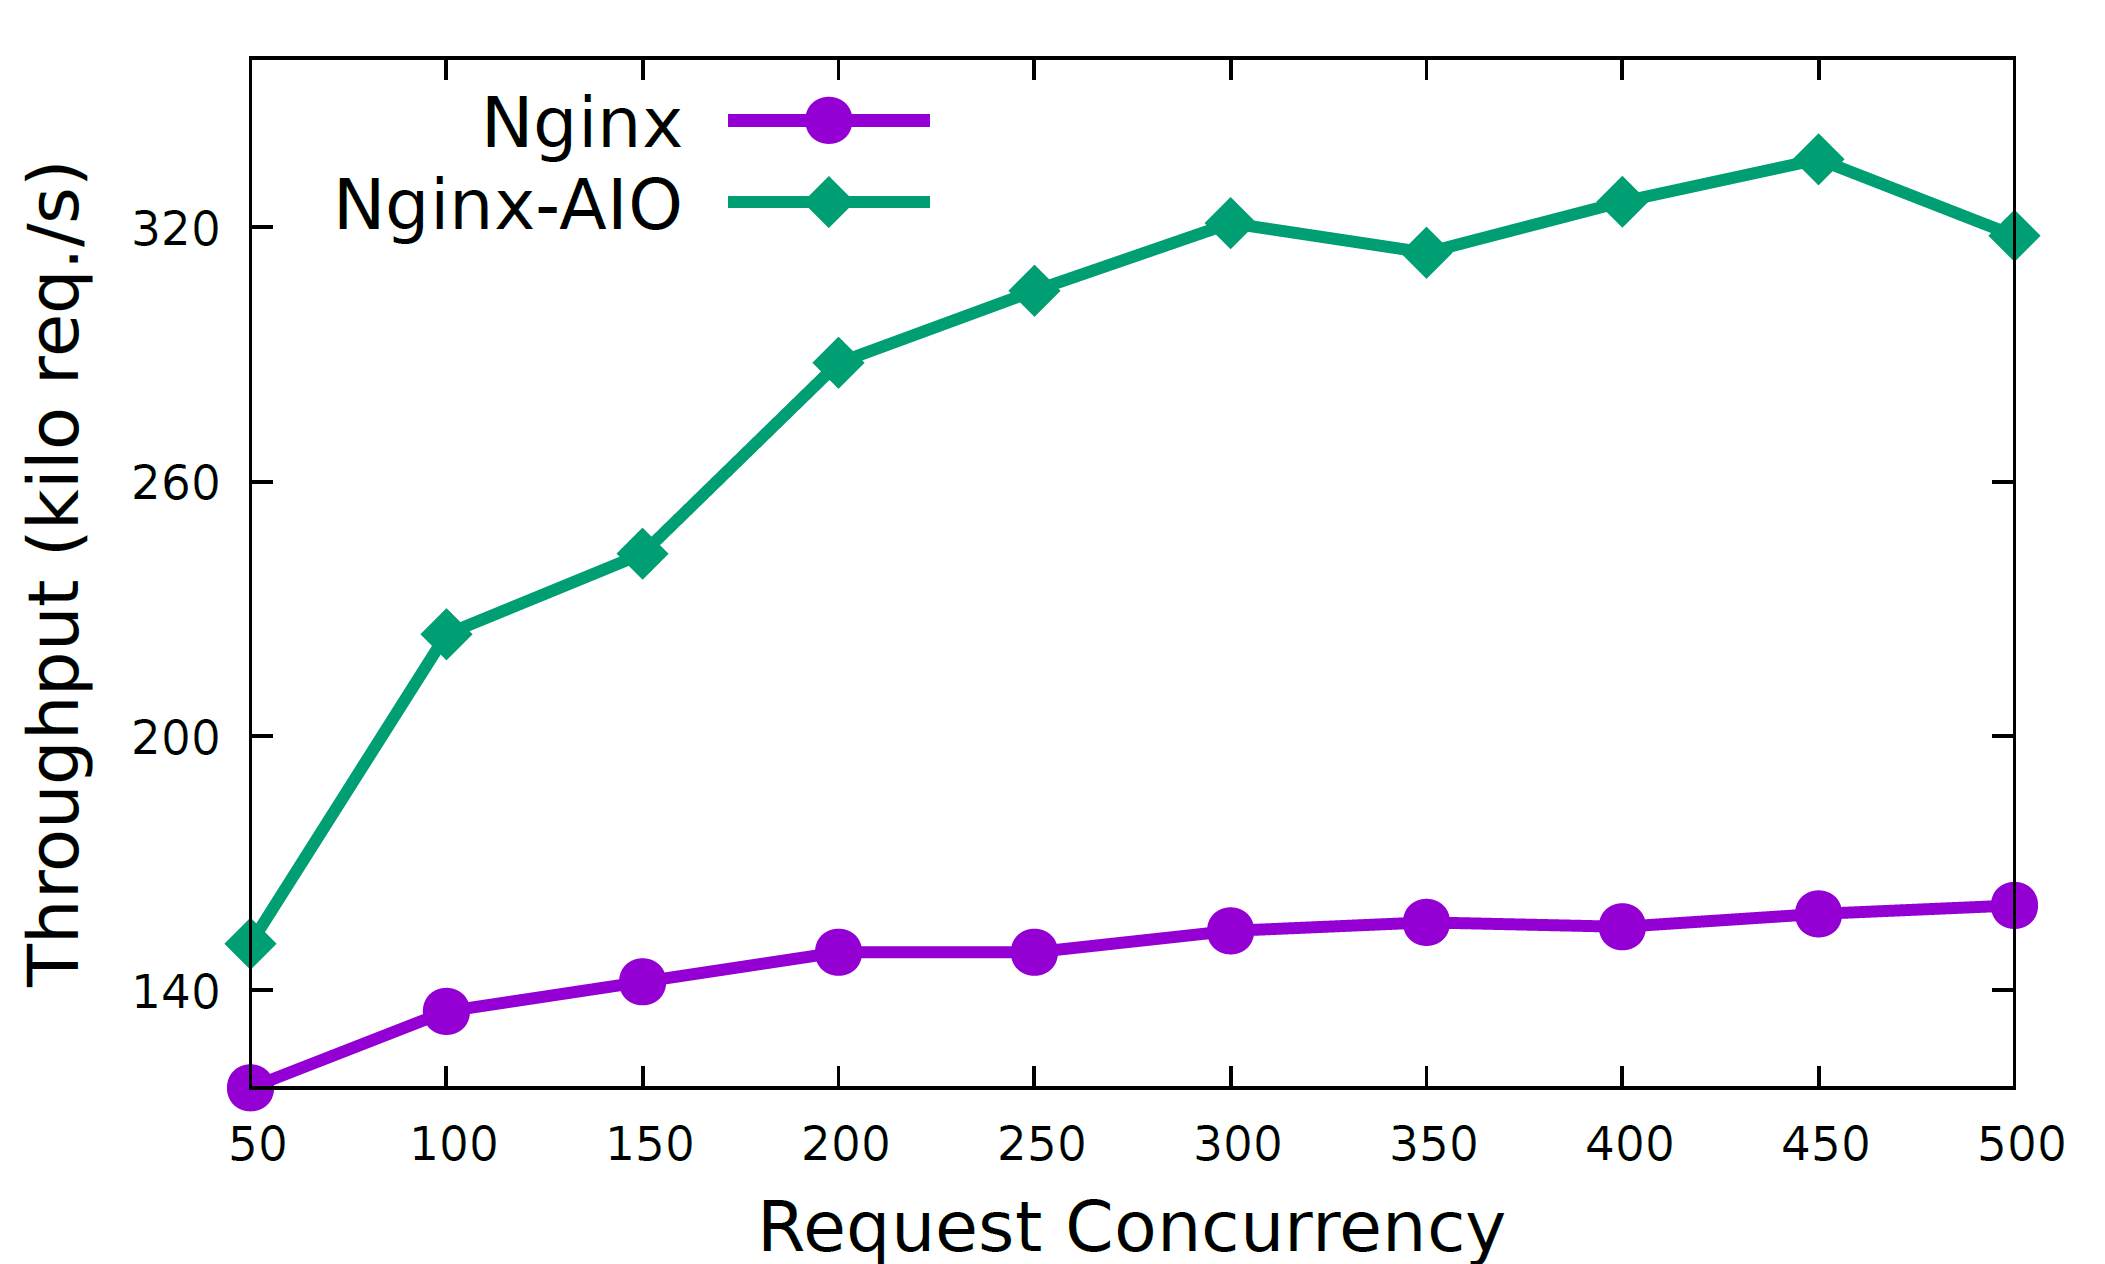 Nginx
Nginx-AIO
Throughput (kilo req./s)
320
260
200
140
50 100 150 200 250 300 350 400 450 500
Request Concurrency